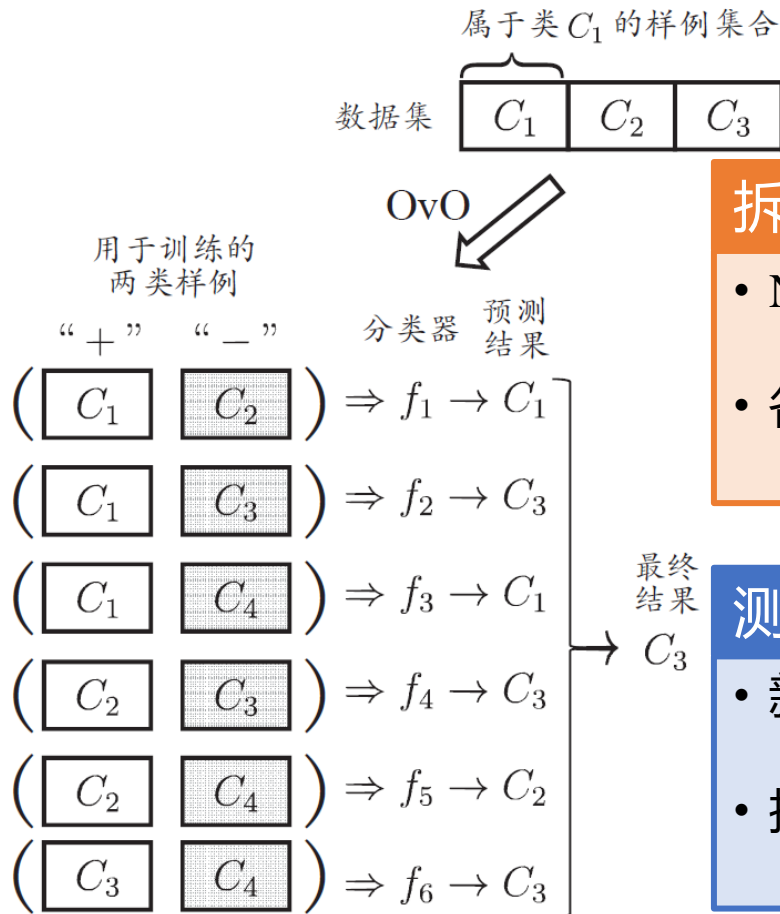 属于类 C₁ 的样例集合
数据集 C₁ C₂ C₃
OvO
用于训练的
两类样例
“+” “−” 分类器 预测
结果
( C₁ C₂ ) ⇒ f₁ → C₁
( C₁ C₃ ) ⇒ f₂ → C₃
( C₁ C₄ ) ⇒ f₃ → C₁
( C₂ C₃ ) ⇒ f₄ → C₃
( C₂ C₄ ) ⇒ f₅ → C₂
( C₃ C₄ ) ⇒ f₆ → C₃
最终
结果
C₃
拆
•
•
测
•
•